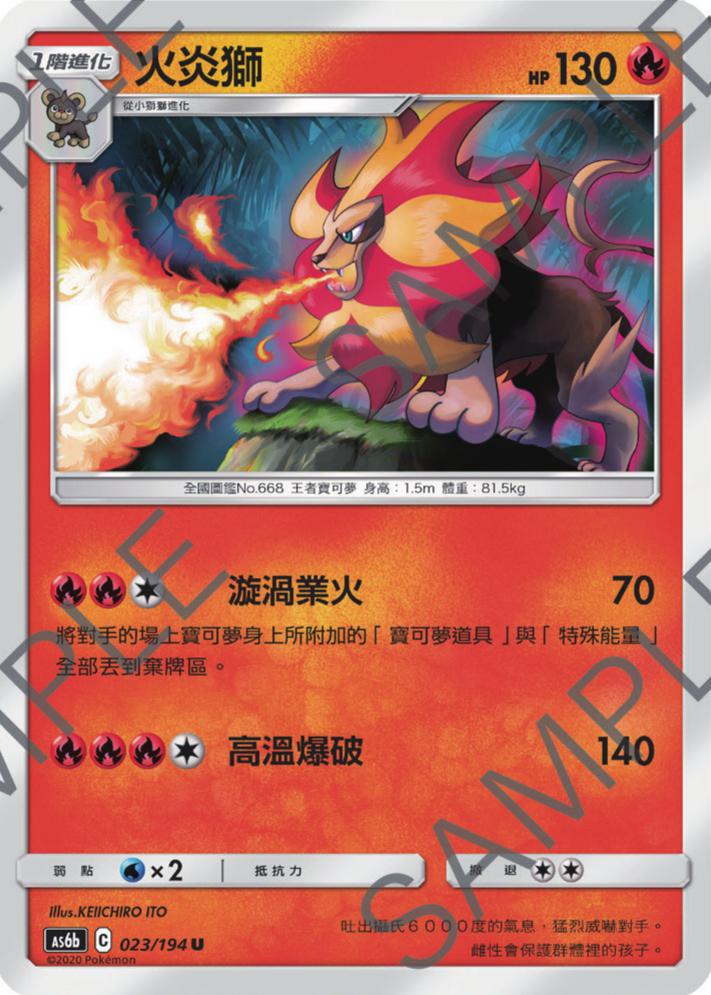 1階進化
火炎獅
HP 130
從小獅獅進化
全國圖鑑No.668 王者寶可夢 身高：1.5m 體重：81.5kg
漩渦業火 70
將對手的場上寶可夢身上所附加的「寶可夢道具」與「特殊能量」
全部丟到棄牌區。
高溫爆破 140
弱點 ×2 抵抗力 撤退
Illus.KEIICHIRO ITO
吐出攝氏6000度的氣息，猛烈威嚇對手。
AS6b C 023/194 U
雌性會保護群體裡的孩子。
©2020 Pokémon
SAMPLE
SAMPLE
SAMPLE